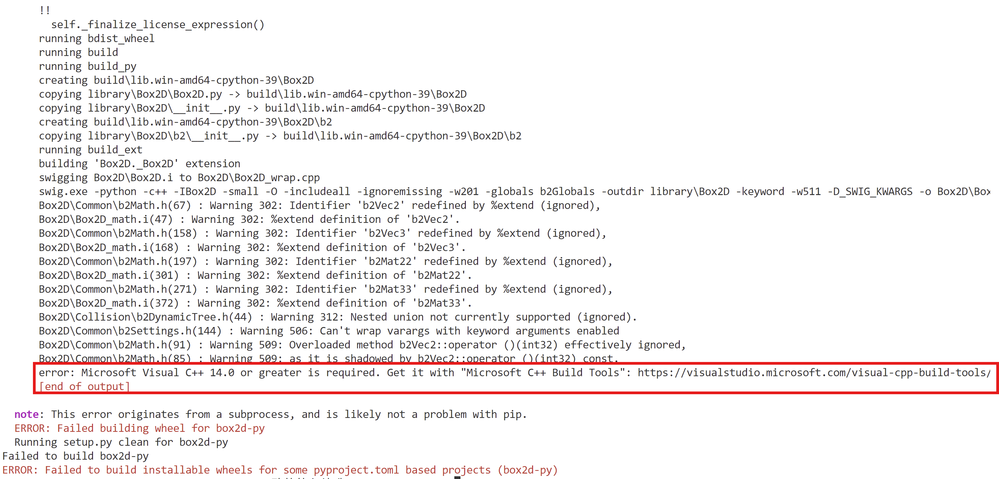 !!
self._finalize_license_expression()
running bdist_wheel
running build
running build_py
creating build\lib.win-amd64-cpython-39\Box2D
copying library\Box2D\Box2D.py -> build\lib.win-amd64-cpython-39\Box2D
copying library\Box2D\__init__.py -> build\lib.win-amd64-cpython-39\Box2D
creating build\lib.win-amd64-cpython-39\Box2D\b2
copying library\Box2D\b2\__init__.py -> build\lib.win-amd64-cpython-39\Box2D\b2
running build_ext
building 'Box2D._Box2D' extension
swigging Box2D\Box2D.i to Box2D\Box2D_wrap.cpp
swig.exe -python -c++ -IBox2D -small -O -includeall -ignoremissing -w201 -globals b2Globals -outdir library\Box2D -keyword -w511 -D_SWIG_KWARGS -o Box2D\Box
Box2D\Common\b2Math.h(67) : Warning 302: Identifier 'b2Vec2' redefined by %extend (ignored),
Box2D\Box2D_math.i(47) : Warning 302: %extend definition of 'b2Vec2'.
Box2D\Common\b2Math.h(158) : Warning 302: Identifier 'b2Vec3' redefined by %extend (ignored),
Box2D\Box2D_math.i(168) : Warning 302: %extend definition of 'b2Vec3'.
Box2D\Common\b2Math.h(197) : Warning 302: Identifier 'b2Mat22' redefined by %extend (ignored),
Box2D\Box2D_math.i(301) : Warning 302: %extend definition of 'b2Mat22'.
Box2D\Common\b2Math.h(271) : Warning 302: Identifier 'b2Mat33' redefined by %extend (ignored),
Box2D\Box2D_math.i(372) : Warning 302: %extend definition of 'b2Mat33'.
Box2D\Collision\b2DynamicTree.h(44) : Warning 312: Nested union not currently supported (ignored).
Box2D\Common\b2Settings.h(144) : Warning 506: Can't wrap varargs with keyword arguments enabled
Box2D\Common\b2Math.h(91) : Warning 509: Overloaded method b2Vec2::operator ()(int32) effectively ignored,
Box2D\Common\b2Math.h(85) : Warning 509: as it is shadowed by b2Vec2::operator ()(int32) const.
error: Microsoft Visual C++ 14.0 or greater is required. Get it with "Microsoft C++ Build Tools": https://visualstudio.microsoft.com/visual-cpp-build-tools/
[end of output]
note: This error originates from a subprocess, and is likely not a problem with pip.
ERROR: Failed building wheel for box2d-py
Running setup.py clean for box2d-py
Failed to build box2d-py
ERROR: Failed to build installable wheels for some pyproject.toml based projects (box2d-py)